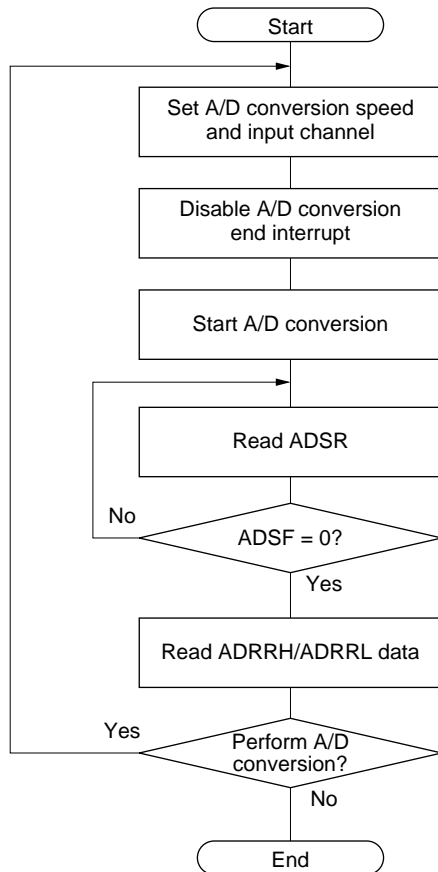 Start
Set A/D conversion speed
and input channel
Disable A/D conversion
end interrupt
Start A/D conversion
Read ADSR
No
ADSF = 0?
Yes
Read ADRRH/ADRRL data
Yes
Perform A/D
conversion?
No
End